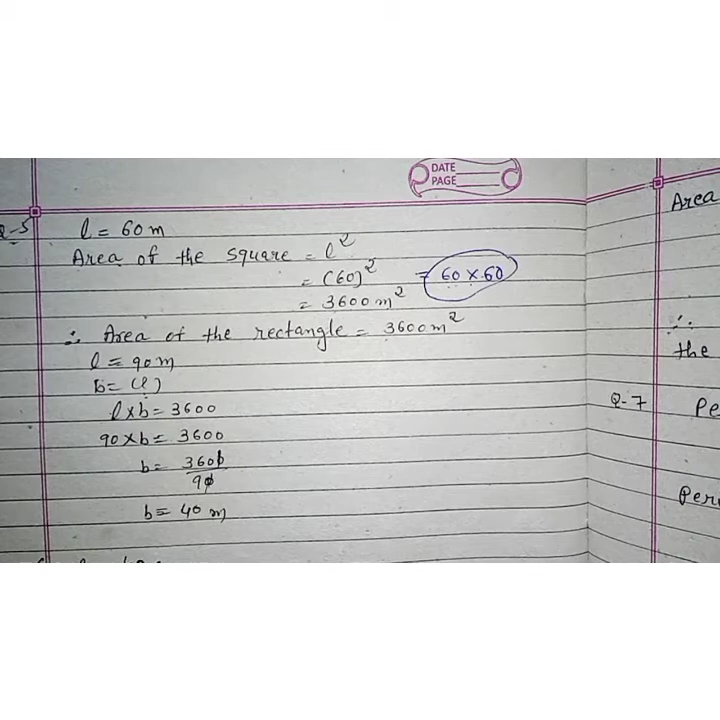 DATE
PAGE
Q-5
l = 60 m
Area of the square = l²
= (60)² = 60 × 60
= 3600 m²
∴ Area of the rectangle = 3600 m²
l = 90 m
b = (?)
l × b = 3600
90 × b = 3600
b = 3600/90
b = 40 m
Area
∴
the
Q-7
Pe
Peri